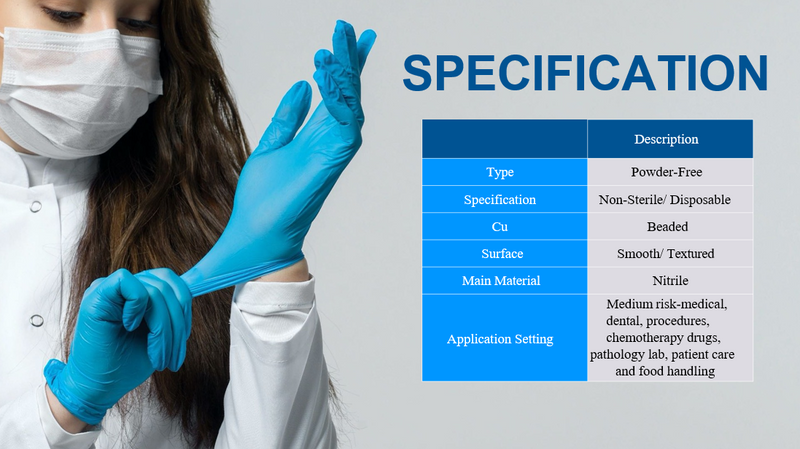 SPECIFICATION
Description
Type Powder-Free
Specification Non-Sterile/ Disposable
Cu Beaded
Surface Smooth/ Textured
Main Material Nitrile
Application Setting
Medium risk-medical,
dental, procedures,
chemotherapy drugs,
pathology lab, patient care
and food handling